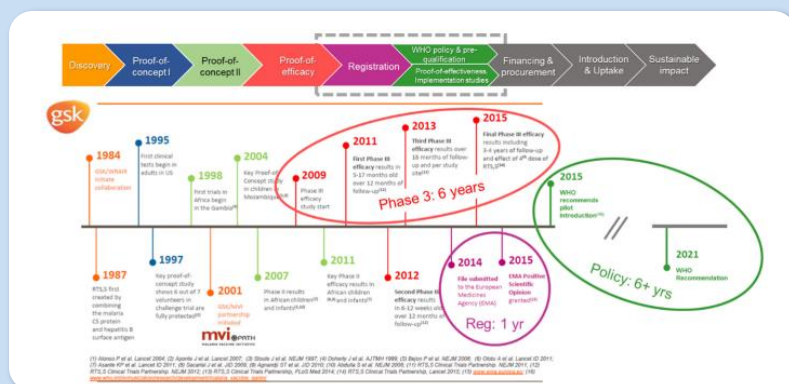 Discovery
Proof-of-
concept I
Proof-of-
concept II
Proof-of-
efficacy
Registration
WHO policy & pre-
qualification
Proof-of-effectiveness,
Implementation studies
Financing &
procurement
Introduction
& Uptake
Sustainable
impact
gsk
1984
GSK/WRAIR
initiate
collaboration
1995
First clinical
tests begin in
adults in US
1998
First trials in
Africa begin in
the Gambia
2004
Key Proof-of-
Concept study
in children in
Mozambique
2009
Phase III
efficacy
study start
2011
First Phase III
efficacy results in
5-17 months old
over 12 months of
follow-up
2013
Third Phase III
efficacy results over
18 months of follow-
up and per study
site
2015
Final Phase III efficacy
results including
3-4 years of follow-up
and effect of 4th dose of
RTS,S
Phase 3: 6 years
2015
WHO
recommends
pilot
introduction
1987
RTS,S first
created by
combining
the malaria
CS protein
and hepatitis B
surface antigen
1997
Key proof-of-
concept study
shows 6 out of 7
volunteers in
challenge trial are
fully protected
2001
GSK/MVI
partnership
initiated
mvi PATH
MALARIA VACCINE INITIATIVE
2007
Phase II results
in African children
and infants
2011
Key Phase II
efficacy results in
African children
and infants
2012
Second Phase III
efficacy results
in 6-12 weeks old
over 12 months of
follow-up
2014
File submitted
to the European
Medicines
Agency (EMA)
2015
EMA Positive
Scientific
Opinion
granted
Reg: 1 yr
2021
WHO
Recommendation
Policy: 6+ yrs